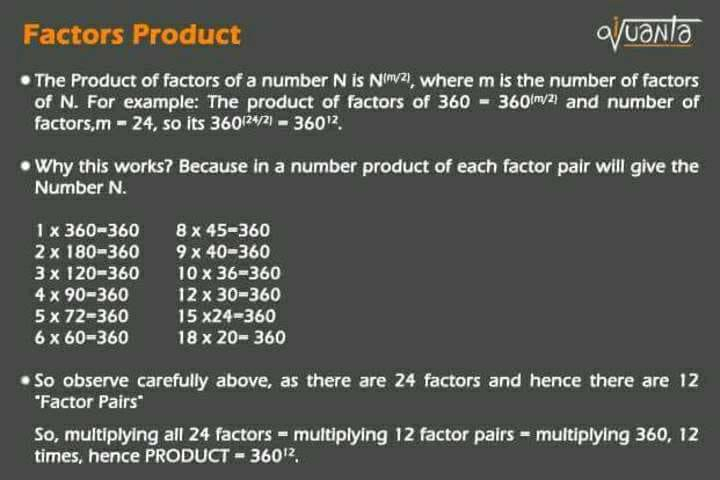 Factors Product
qVuanta
• The Product of factors of a number N is N⁽ᵐ/²⁾, where m is the number of factors
of N. For example: The product of factors of 360 = 360⁽ᵐ/²⁾ and number of
factors,m = 24, so its 360⁽²⁴/²⁾ = 360¹².
• Why this works? Because in a number product of each factor pair will give the
Number N.
1 x 360=360
2 x 180=360
3 x 120=360
4 x 90=360
5 x 72=360
6 x 60=360
8 x 45=360
9 x 40=360
10 x 36=360
12 x 30=360
15 x24=360
18 x 20= 360
• So observe carefully above, as there are 24 factors and hence there are 12
"Factor Pairs"
So, multiplying all 24 factors = multiplying 12 factor pairs = multiplying 360, 12
times, hence PRODUCT = 360¹².